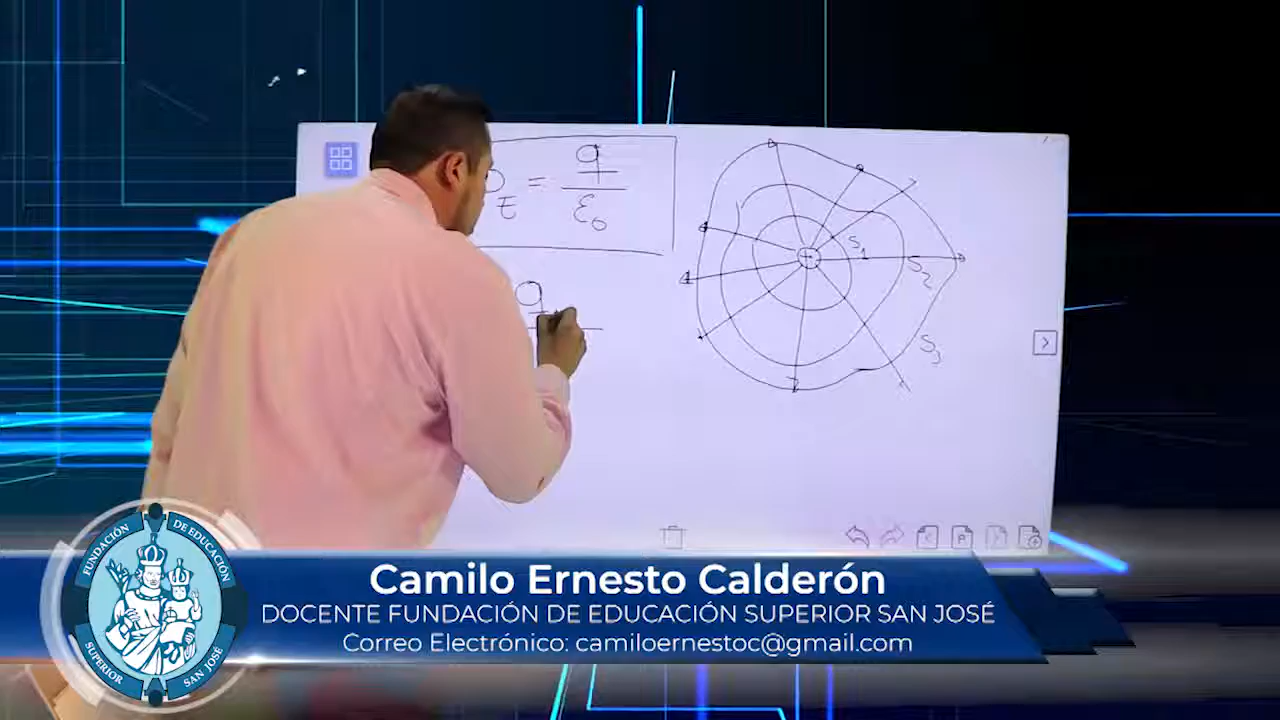 = q / ε₀
q
S₁
S₂
S₃
Camilo Ernesto Calderón
DOCENTE FUNDACIÓN DE EDUCACIÓN SUPERIOR SAN JOSÉ
Correo Electrónico: camiloernestoc@gmail.com
FUNDACIÓN DE EDUCACIÓN SUPERIOR SAN JOSÉ